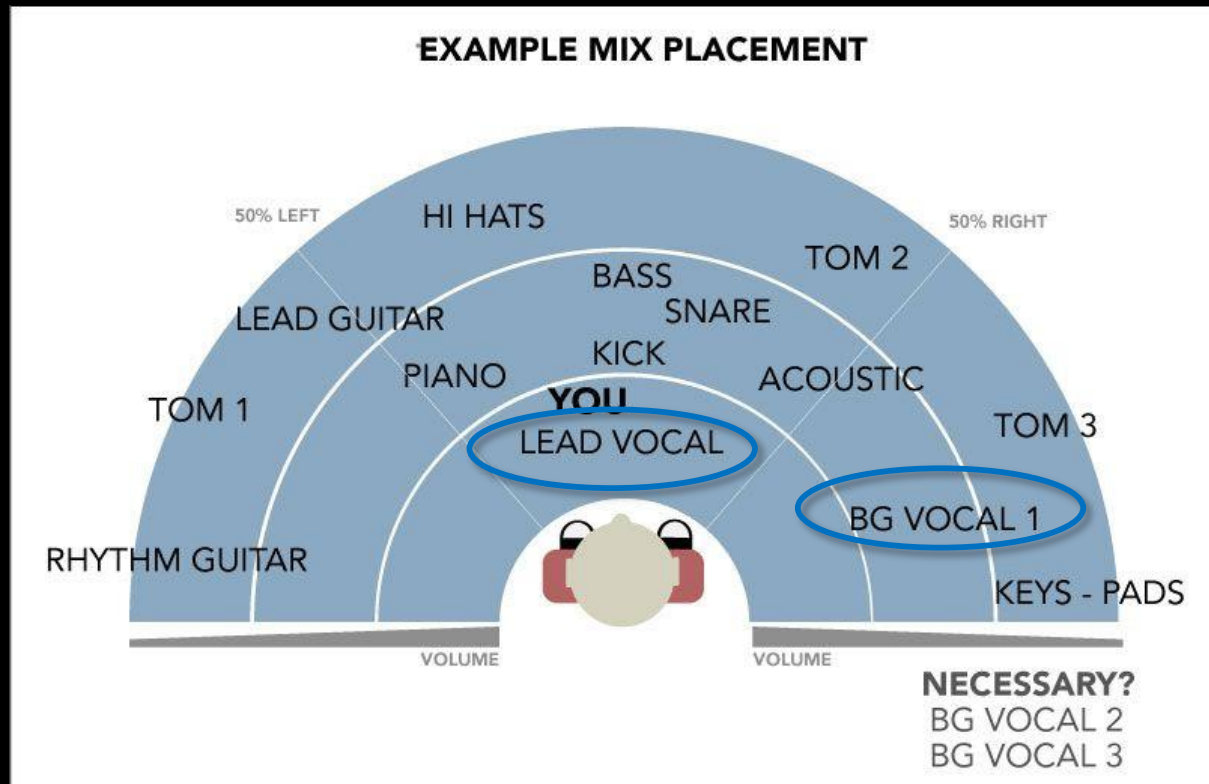 EXAMPLE MIX PLACEMENT
50% LEFT
HI HATS
50% RIGHT
TOM 2
BASS
SNARE
LEAD GUITAR
KICK
PIANO
ACOUSTIC
YOU
TOM 1
TOM 3
LEAD VOCAL
BG VOCAL 1
RHYTHM GUITAR
KEYS - PADS
VOLUME
VOLUME
NECESSARY?
BG VOCAL 2
BG VOCAL 3